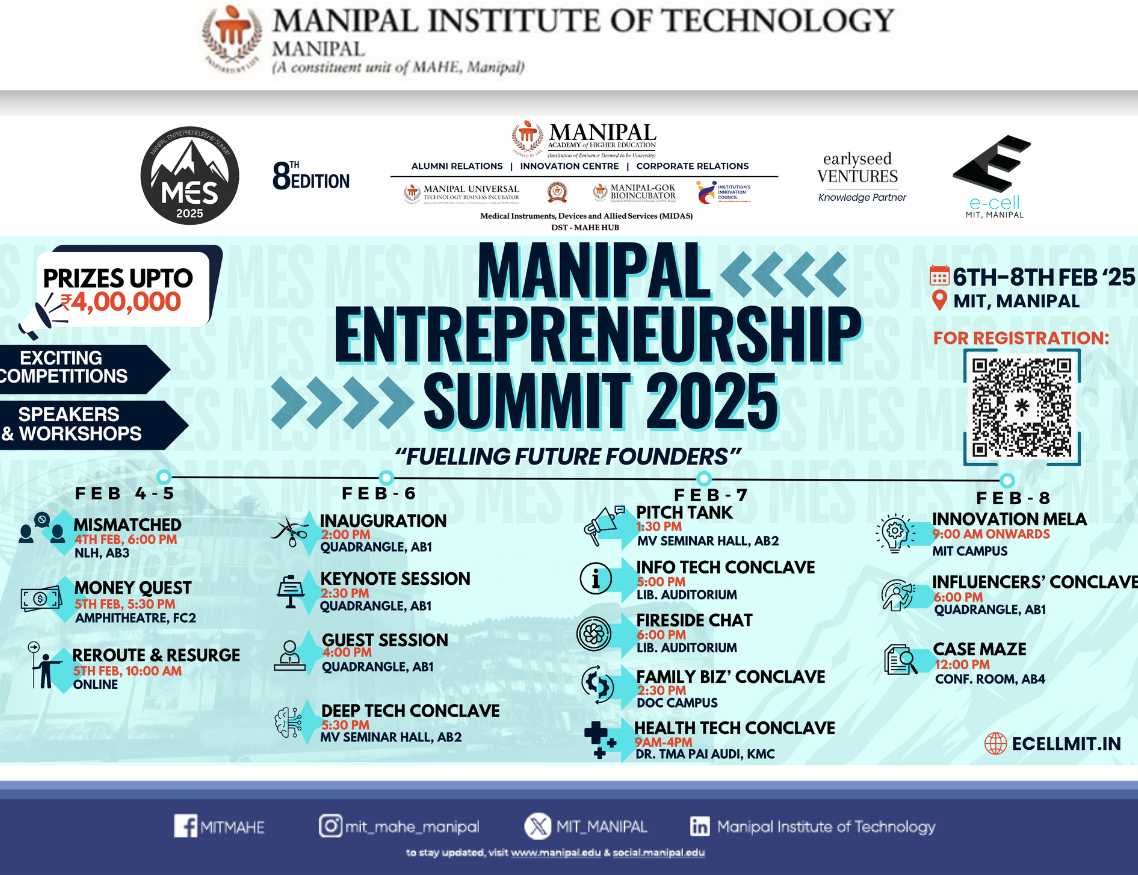 MANIPAL INSTITUTE OF TECHNOLOGY
MANIPAL
(A constituent unit of MAHE, Manipal)
INSPIRED BY LIFE
MANIPAL ENTREPRENEURSHIP SUMMIT
MES
2025
8TH EDITION
MANIPAL
ACADEMY of HIGHER EDUCATION
(Institution of Eminence Deemed to be University)
ALUMNI RELATIONS | INNOVATION CENTRE | CORPORATE RELATIONS
MANIPAL UNIVERSAL
TECHNOLOGY BUSINESS INCUBATOR
MANIPAL-GOK
BIOINCUBATOR
INSTITUTION'S
INNOVATION
COUNCIL
Medical Instruments, Devices and Allied Services (MIDAS)
DST - MAHE HUB
earlyseed
VENTURES
Knowledge Partner
e-cell
MIT, MANIPAL
PRIZES UPTO
₹4,00,000
EXCITING
COMPETITIONS
SPEAKERS
& WORKSHOPS
MANIPAL
ENTREPRENEURSHIP
SUMMIT 2025
“FUELLING FUTURE FOUNDERS”
6TH-8TH FEB ‘25
MIT, MANIPAL
FOR REGISTRATION:
FEB 4-5
MISMATCHED
4TH FEB, 6:00 PM
NLH, AB3
MONEY QUEST
5TH FEB, 5:30 PM
AMPHITHEATRE, FC2
REROUTE & RESURGE
5TH FEB, 10:00 AM
ONLINE
FEB-6
INAUGURATION
2:00 PM
QUADRANGLE, AB1
KEYNOTE SESSION
2:30 PM
QUADRANGLE, AB1
GUEST SESSION
4:00 PM
QUADRANGLE, AB1
DEEP TECH CONCLAVE
5:30 PM
MV SEMINAR HALL, AB2
FEB-7
PITCH TANK
1:30 PM
MV SEMINAR HALL, AB2
INFO TECH CONCLAVE
5:00 PM
LIB. AUDITORIUM
FIRESIDE CHAT
6:00 PM
LIB. AUDITORIUM
FAMILY BIZ’ CONCLAVE
2:30 PM
DOC CAMPUS
HEALTH TECH CONCLAVE
9AM-4PM
DR. TMA PAI AUDI, KMC
FEB-8
INNOVATION MELA
9:00 AM ONWARDS
MIT CAMPUS
INFLUENCERS’ CONCLAVE
6:00 PM
QUADRANGLE, AB1
CASE MAZE
12:00 PM
CONF. ROOM, AB4
ECELLMIT.IN
MITMAHE
mit_mahe_manipal
MIT_MANIPAL
Manipal Institute of Technology
to stay updated, visit www.manipal.edu & social.manipal.edu